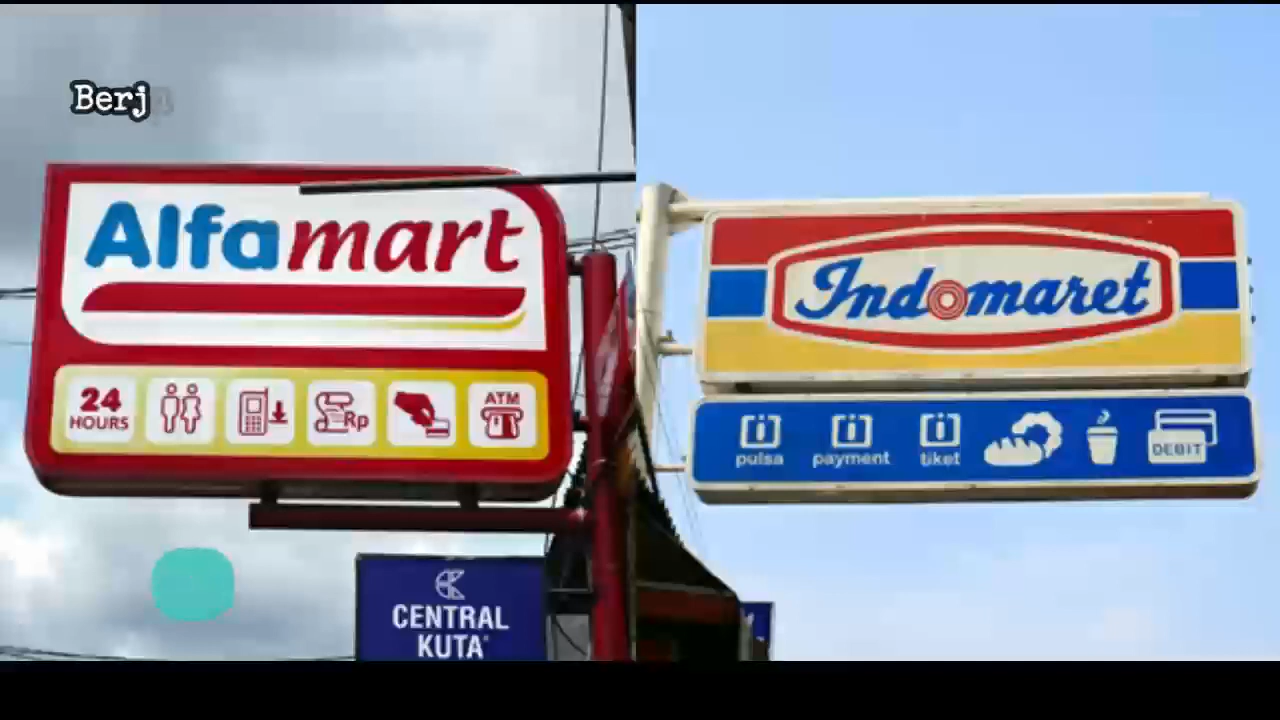 Berj
Alfamart
24
HOURS
Rp
ATM
CENTRAL
KUTA
Indomaret
pulsa
payment
tiket
DEBIT